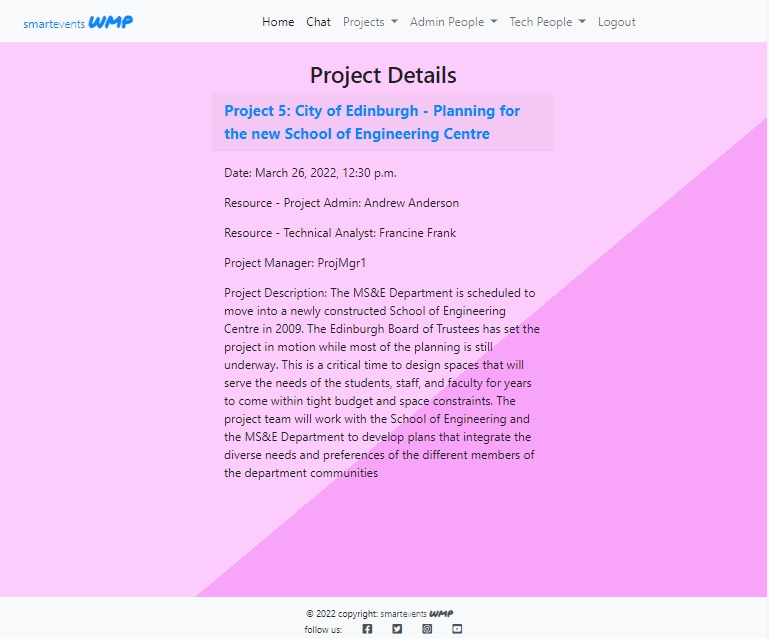 smartevents WMP
Home Chat Projects Admin People Tech People Logout
Project Details
Project 5: City of Edinburgh - Planning for
the new School of Engineering Centre
Date: March 26, 2022, 12:30 p.m.
Resource - Project Admin: Andrew Anderson
Resource - Technical Analyst: Francine Frank
Project Manager: ProjMgr1
Project Description: The MS&E Department is scheduled to
move into a newly constructed School of Engineering
Centre in 2009. The Edinburgh Board of Trustees has set the
project in motion while most of the planning is still
underway. This is a critical time to design spaces that will
serve the needs of the students, staff, and faculty for years
to come within tight budget and space constraints. The
project team will work with the School of Engineering and
the MS&E Department to develop plans that integrate the
diverse needs and preferences of the different members of
the department communities
© 2022 copyright: smartevents WMP
follow us: